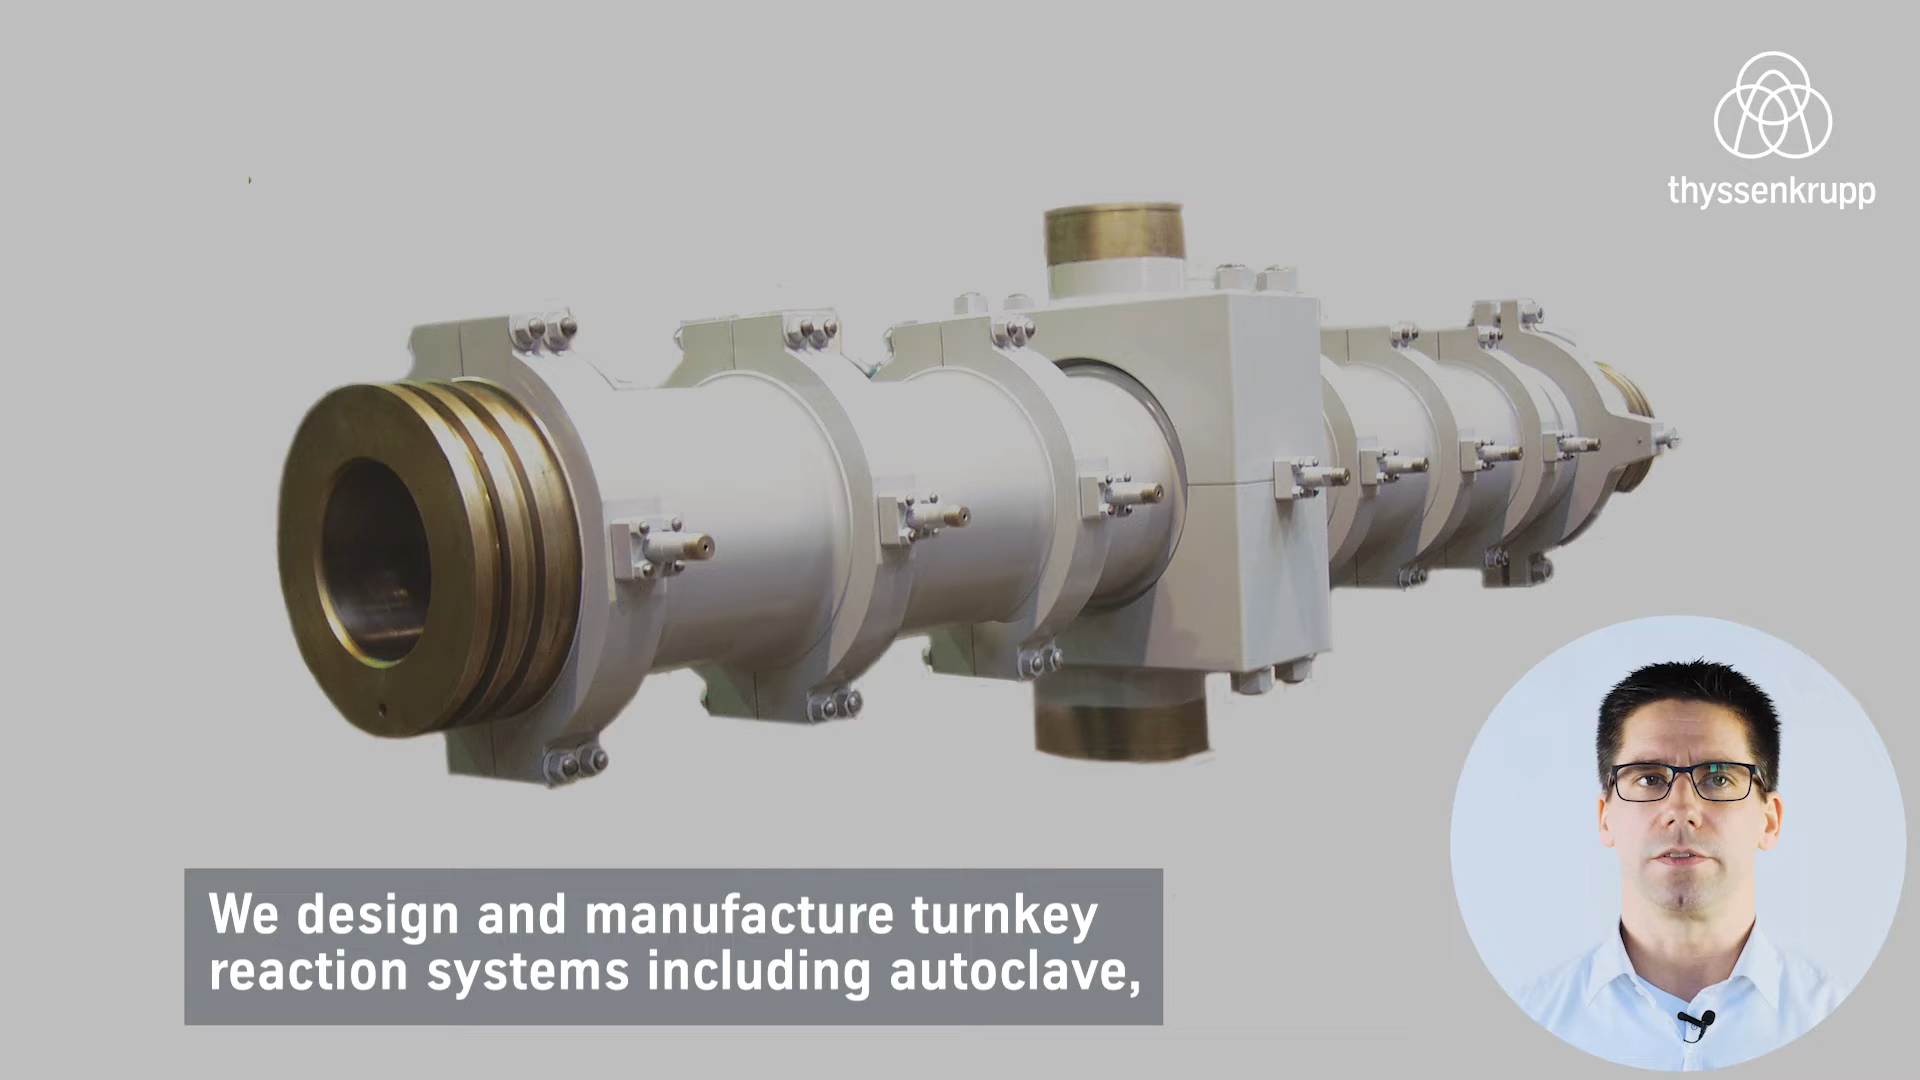 thyssenkrupp
We design and manufacture turnkey
reaction systems including autoclave,